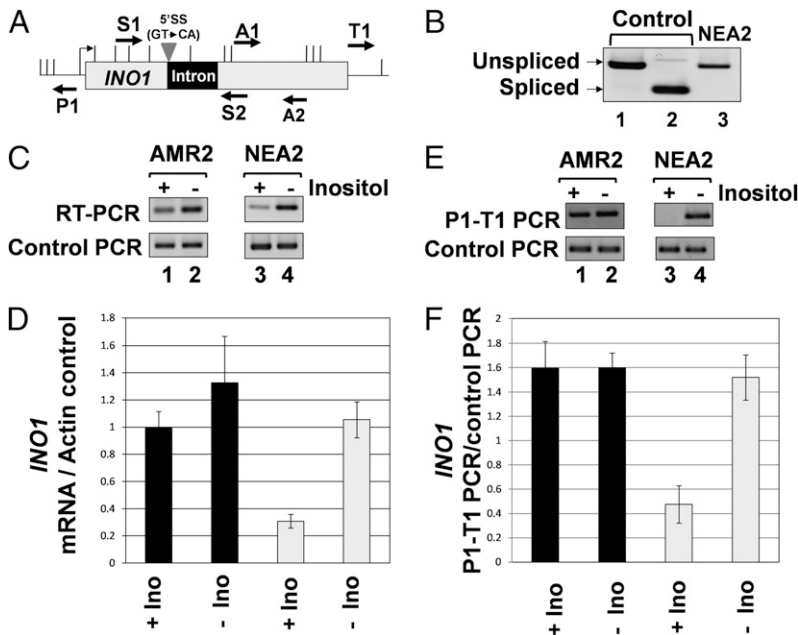 A
S1
5'SS
(GT►CA)
A1
T1
INO1
Intron
P1
S2
A2
B
Control
NEA2
Unspliced
Spliced
1 2 3
C
AMR2 NEA2
+ - + - Inositol
RT-PCR
Control PCR
1 2 3 4
E
AMR2 NEA2
+ - + - Inositol
P1-T1 PCR
Control PCR
1 2 3 4
D
INO1
mRNA / Actin control
1.8
1.6
1.4
1.2
1
0.8
0.6
0.4
0.2
0
+ Ino
- Ino
+ Ino
- Ino
F
INO1
P1-T1 PCR/control PCR
2
1.8
1.6
1.4
1.2
1
0.8
0.6
0.4
0.2
0
+ Ino
- Ino
+ Ino
- Ino